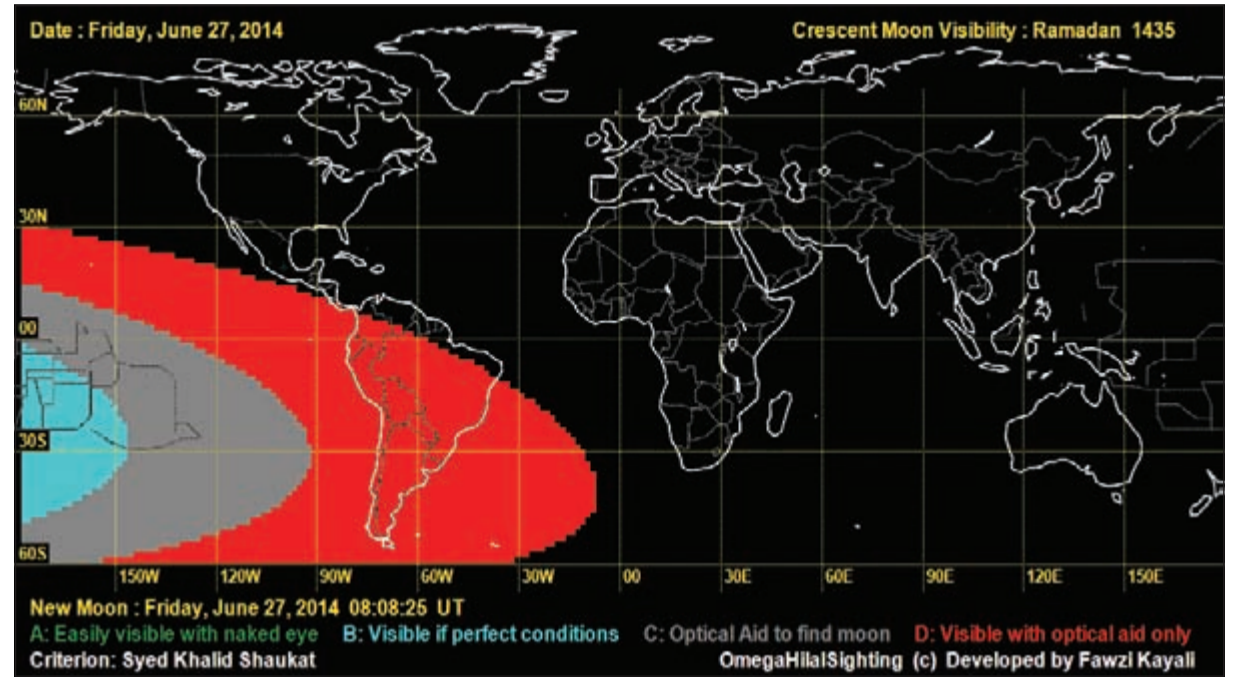 Date : Friday, June 27, 2014
Crescent Moon Visibility : Ramadan 1435
60N
30N
00
30S
60S
150W 120W 90W 60W 30W 00 30E 60E 90E 120E 150E
New Moon : Friday, June 27, 2014 08:08:25 UT
A: Easily visible with naked eye B: Visible if perfect conditions C: Optical Aid to find moon D: Visible with optical aid only
Criterion: Syed Khalid Shaukat
OmegaHilalSighting (c) Developed by Fawzi Kayali